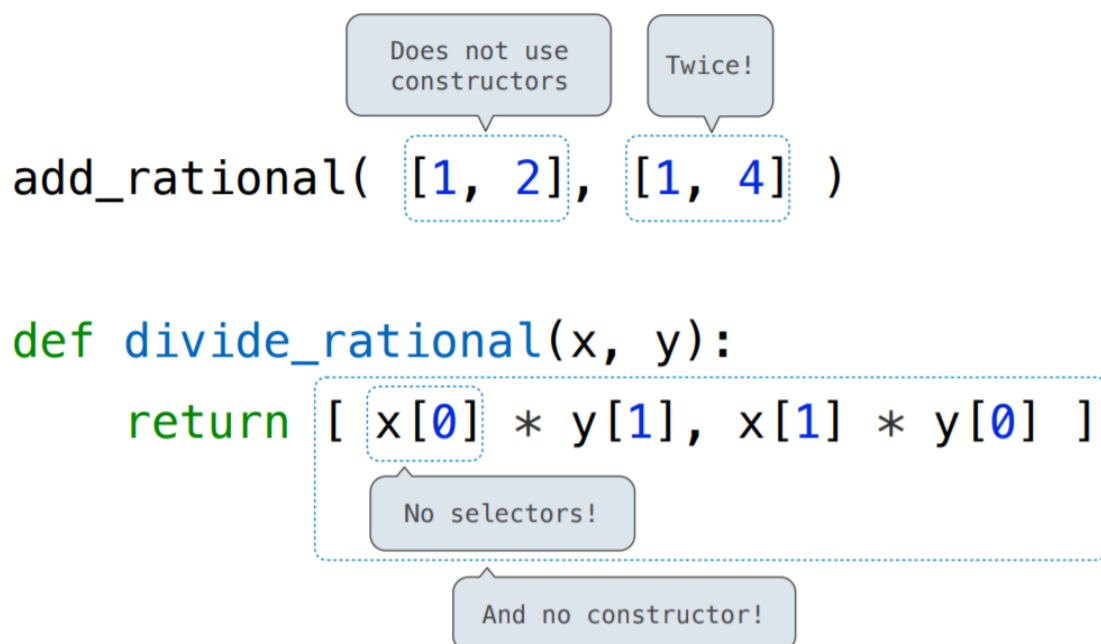 Does not use
constructors
Twice!
add_rational( [1, 2], [1, 4] )
def divide_rational(x, y):
return [ x[0] * y[1], x[1] * y[0] ]
No selectors!
And no constructor!